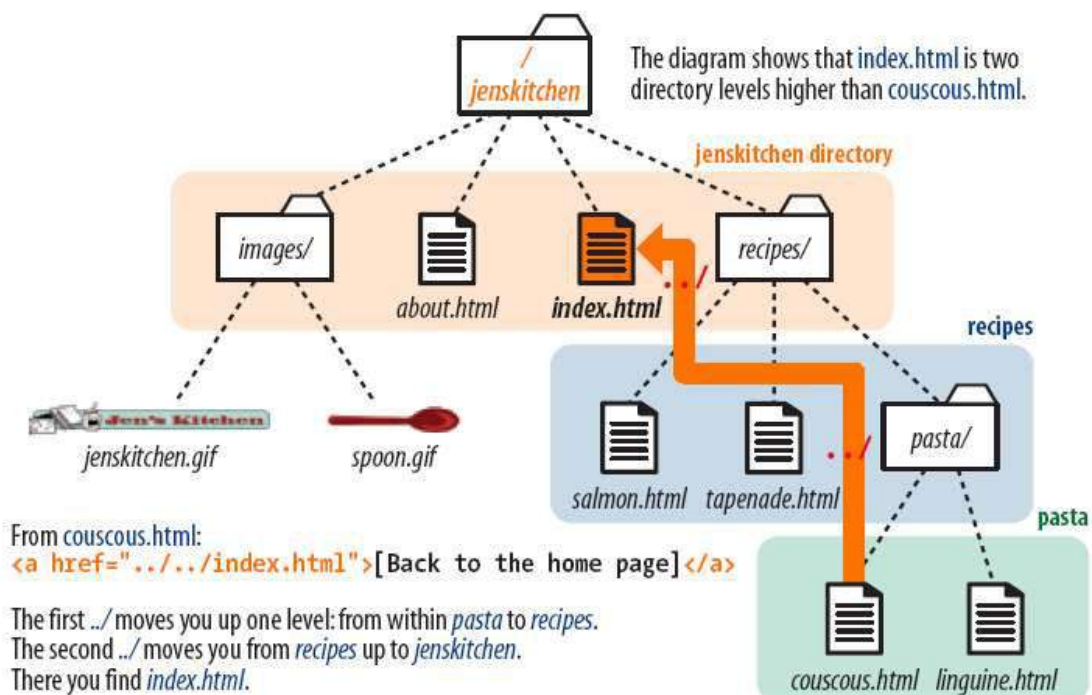 /
jenskitchen
The diagram shows that index.html is two
directory levels higher than couscous.html.
jenskitchen directory
images/
about.html
index.html
../
recipes/
recipes
Jen's Kitchen
jenskitchen.gif
spoon.gif
salmon.html
tapenade.html
../
pasta/
pasta
From couscous.html:
<a href="../../index.html">[Back to the home page]</a>
The first ../ moves you up one level: from within pasta to recipes.
The second ../ moves you from recipes up to jenskitchen.
There you find index.html.
couscous.html
linguine.html